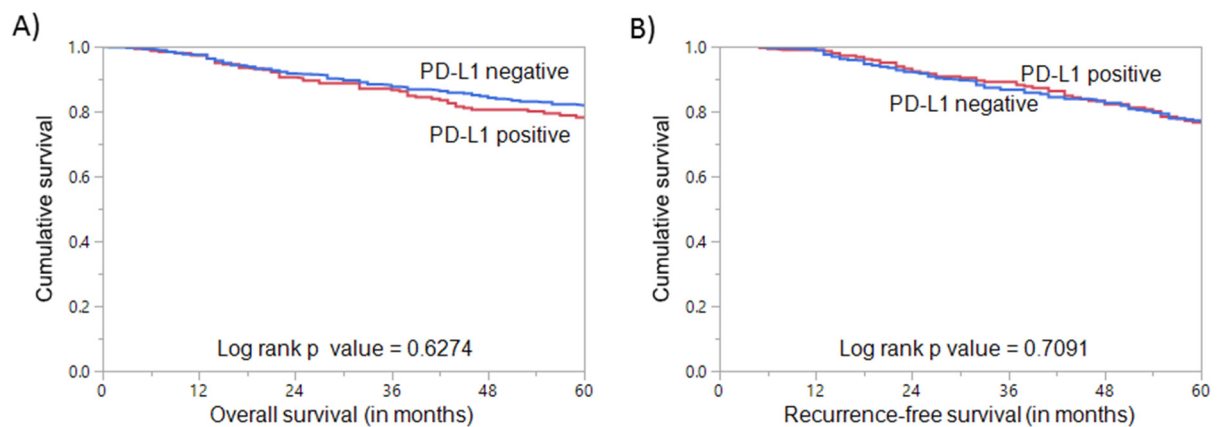 A)
1.0
0.8
0.6
0.4
0.2
0.0
Cumulative survival
PD-L1 negative
PD-L1 positive
Log rank p value = 0.6274
0 12 24 36 48 60
Overall survival (in months)
B)
1.0
0.8
0.6
0.4
0.2
0.0
Cumulative survival
PD-L1 positive
PD-L1 negative
Log rank p value = 0.7091
0 12 24 36 48 60
Recurrence-free survival (in months)